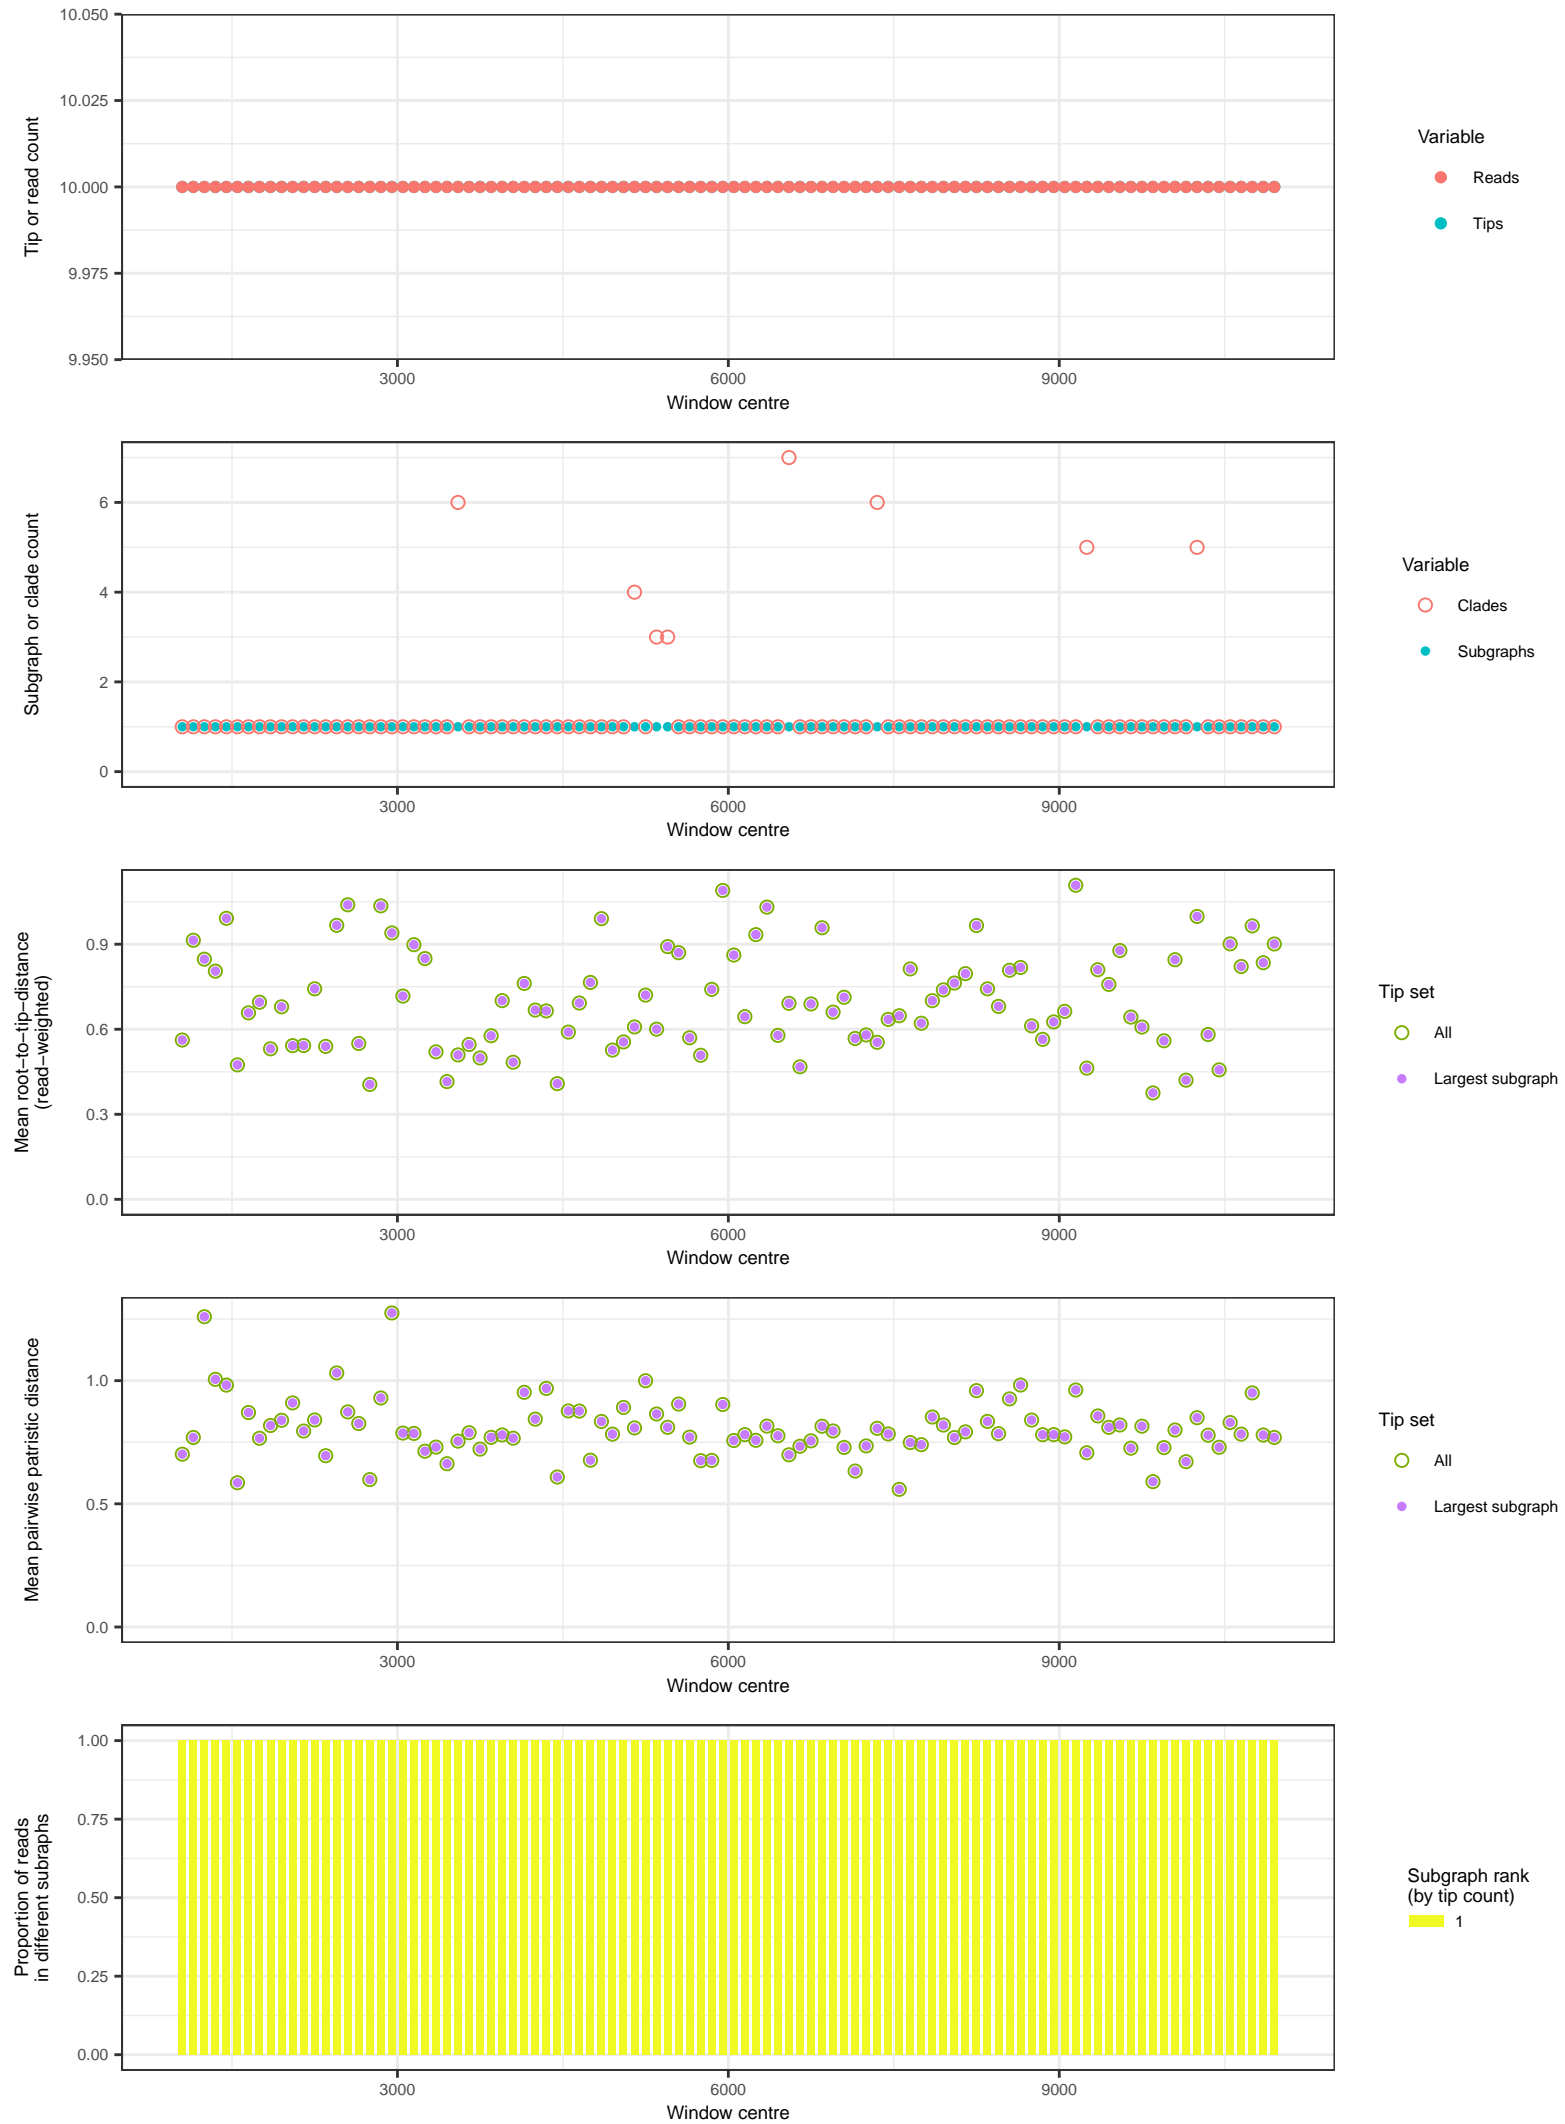 10.050
10.025
10.000
9.975
9.950
Tip or read count
3000
6000
9000
Window centre
Variable
Reads
Tips
6
4
2
0
Subgraph or clade count
3000
6000
9000
Window centre
Variable
Clades
Subgraphs
0.9
0.6
0.3
0.0
Mean root−to−tip−distance
(read−weighted)
3000
6000
9000
Window centre
Tip set
All
Largest subgraph
1.0
0.5
0.0
Mean pairwise patristic distance
3000
6000
9000
Window centre
Tip set
All
Largest subgraph
1.00
0.75
0.50
0.25
0.00
Proportion of reads
in different subraphs
3000
6000
9000
Window centre
Subgraph rank
(by tip count)
1